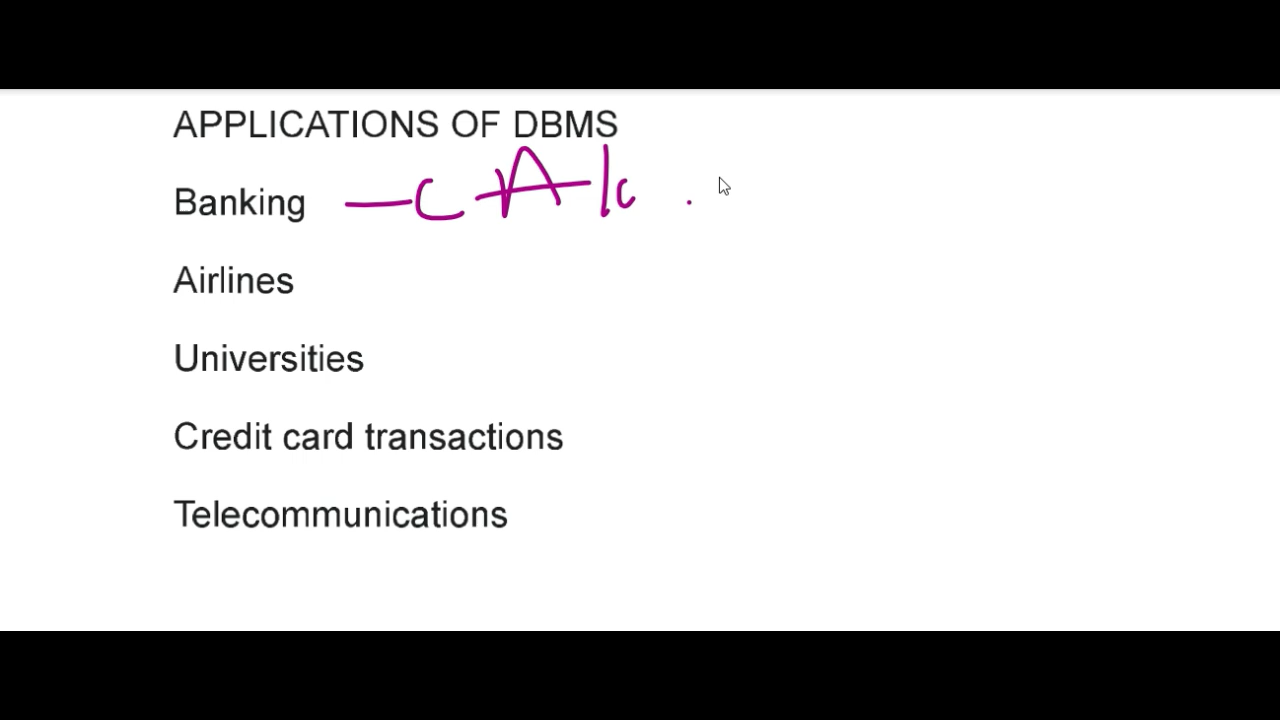 APPLICATIONS OF DBMS
Banking
Airlines
Universities
Credit card transactions
Telecommunications